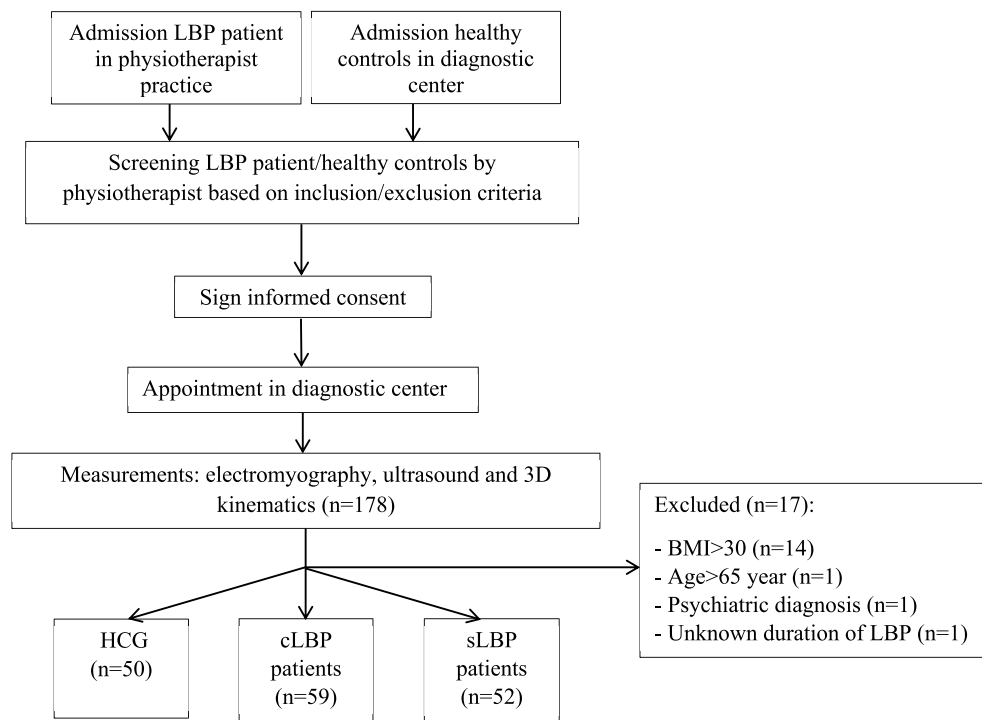 Admission LBP patient
in physiotherapist
practice
Admission healthy
controls in diagnostic
center
Screening LBP patient/healthy controls by
physiotherapist based on inclusion/exclusion criteria
Sign informed consent
Appointment in diagnostic center
Measurements: electromyography, ultrasound and 3D
kinematics (n=178)
Excluded (n=17):
- BMI>30 (n=14)
- Age>65 year (n=1)
- Psychiatric diagnosis (n=1)
- Unknown duration of LBP (n=1)
HCG
(n=50)
cLBP
patients
(n=59)
sLBP
patients
(n=52)